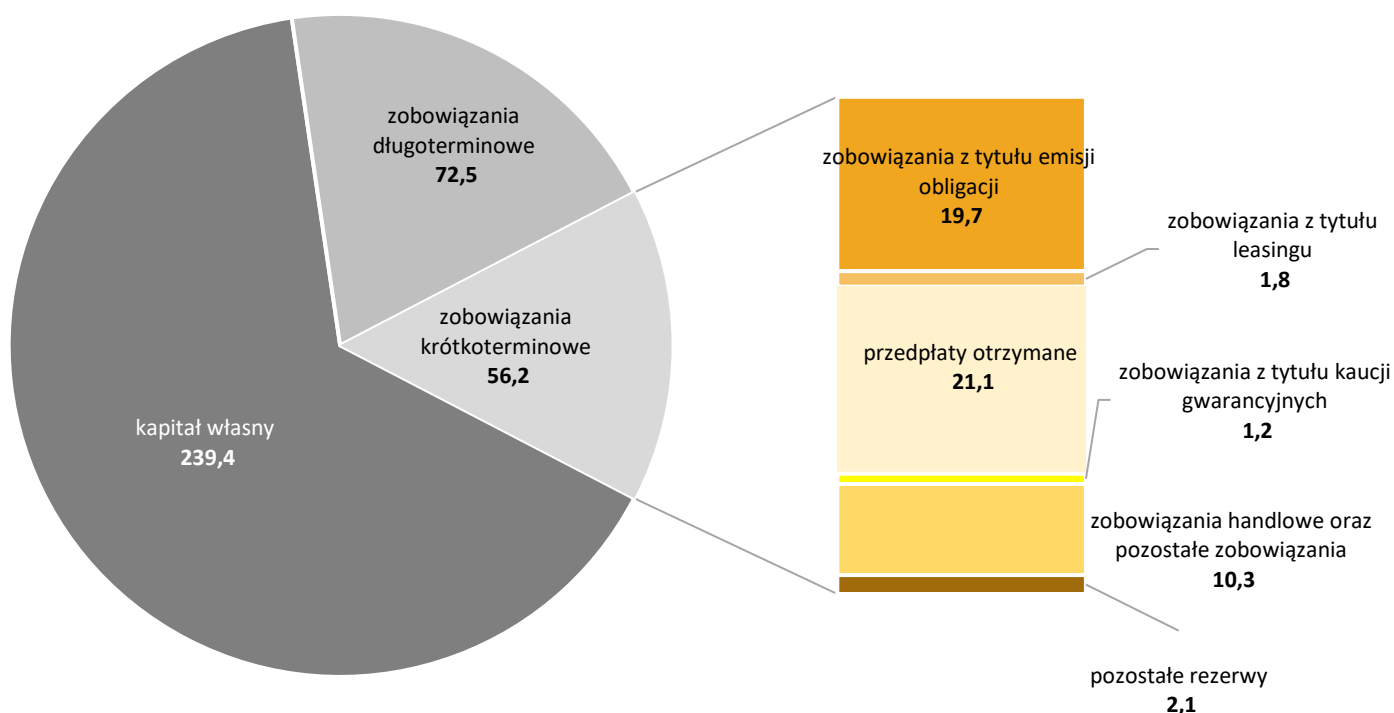 zobowiązania
długoterminowe
72,5
zobowiązania
krótkoterminowe
56,2
kapitał własny
239,4
zobowiązania z tytułu emisji
obligacji
19,7
zobowiązania z tytułu
leasingu
1,8
przedpłaty otrzymane
21,1
zobowiązania z tytułu kaucji
gwarancyjnych
1,2
zobowiązania handlowe oraz
pozostałe zobowiązania
10,3
pozostałe rezerwy
2,1